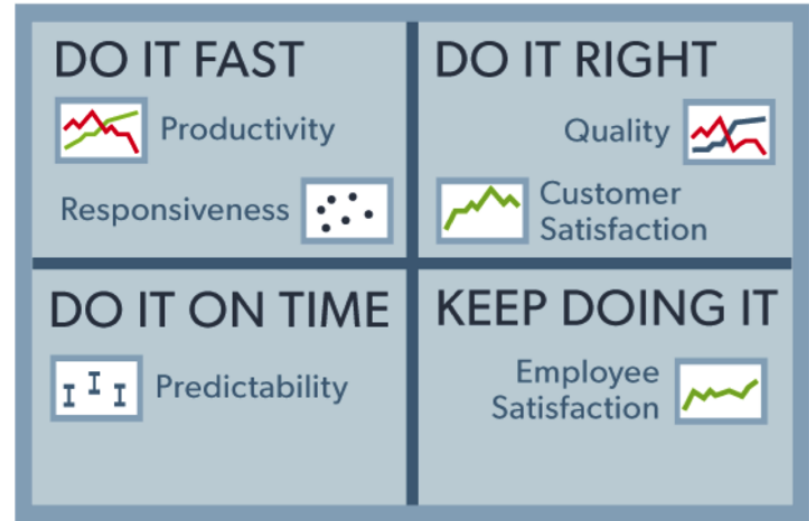 DO IT FAST
Productivity
Responsiveness
DO IT RIGHT
Quality
Customer
Satisfaction
DO IT ON TIME
Predictability
KEEP DOING IT
Employee
Satisfaction